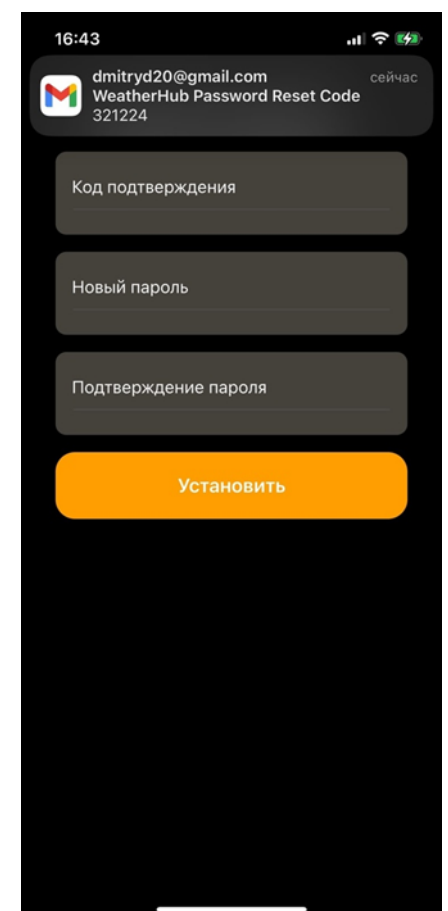 16:43
dmitryd20@gmail.com сейчас
WeatherHub Password Reset Code
321224
Код подтверждения
Новый пароль
Подтверждение пароля
Установить